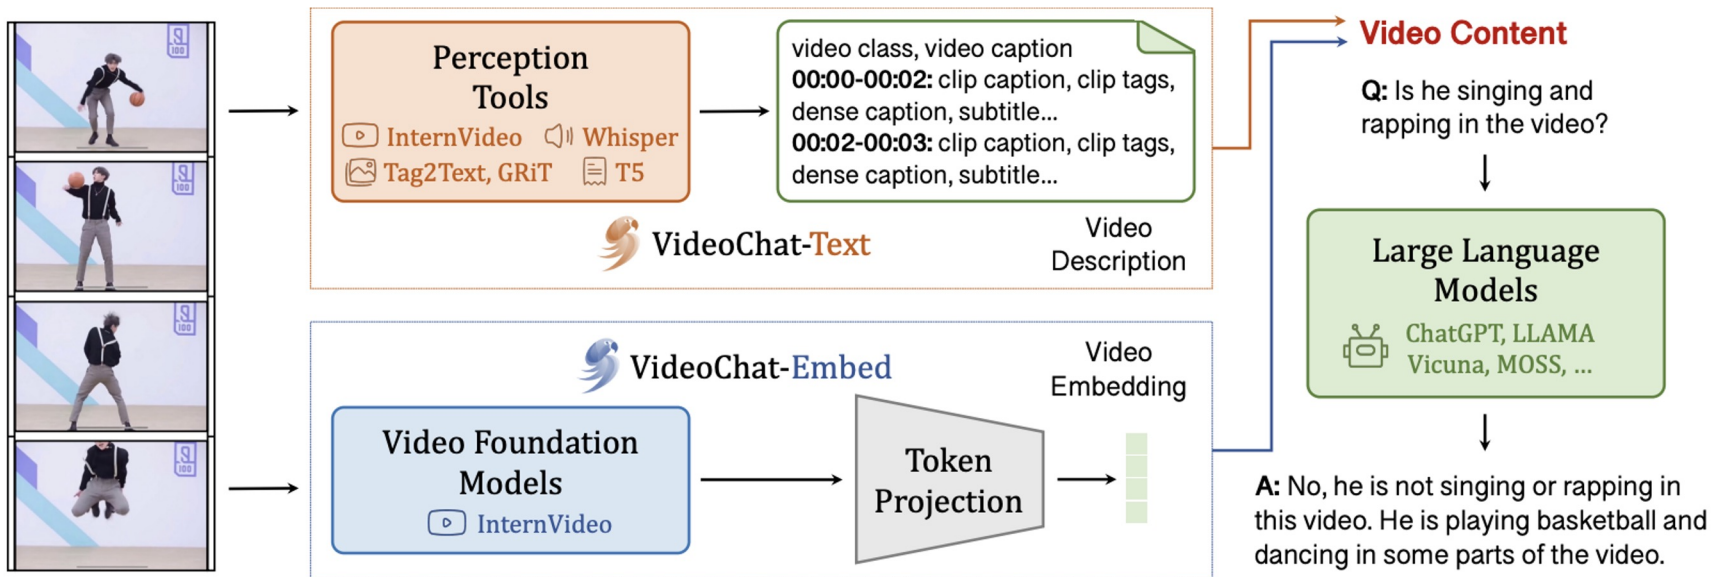 Perception
Tools
InternVideo Whisper
Tag2Text, GRiT T5
video class, video caption
00:00-00:02: clip caption, clip tags,
dense caption, subtitle...
00:02-00:03: clip caption, clip tags,
dense caption, subtitle...
VideoChat-Text
Video
Description
VideoChat-Embed
Video
Embedding
Video Foundation
Models
InternVideo
Token
Projection
Video Content
Q: Is he singing and
rapping in the video?
Large Language
Models
ChatGPT, LLAMA
Vicuna, MOSS, ...
A: No, he is not singing or rapping in
this video. He is playing basketball and
dancing in some parts of the video.